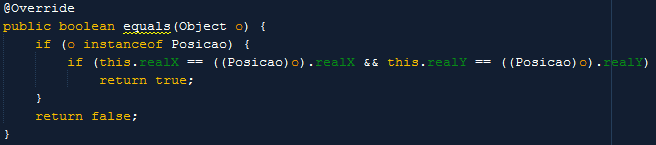 @Override
public boolean equals(Object o) {
    if (o instanceof Posicao) {
        if (this.realX == ((Posicao)o).realX && this.realY == ((Posicao)o).realY)
            return true;
    }
    return false;
}